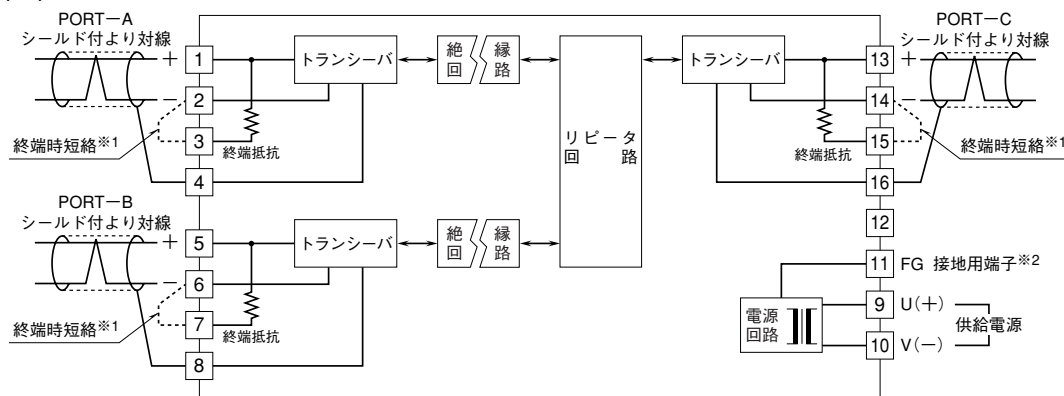 PORT－A
シールド付より対線
＋
－
1
2
3
4
終端時短絡※1
終端抵抗
トランシーバ
絶縁
回路
PORT－B
シールド付より対線
＋
－
5
6
7
8
終端時短絡※1
終端抵抗
トランシーバ
絶縁
回路
リピータ
回路
トランシーバ
終端抵抗
PORT－C
シールド付より対線
13
＋
14
－
15
16
終端時短絡※1
12
11 FG 接地用端子※2
電源
回路
9 U(＋)
10 V(－)
供給電源